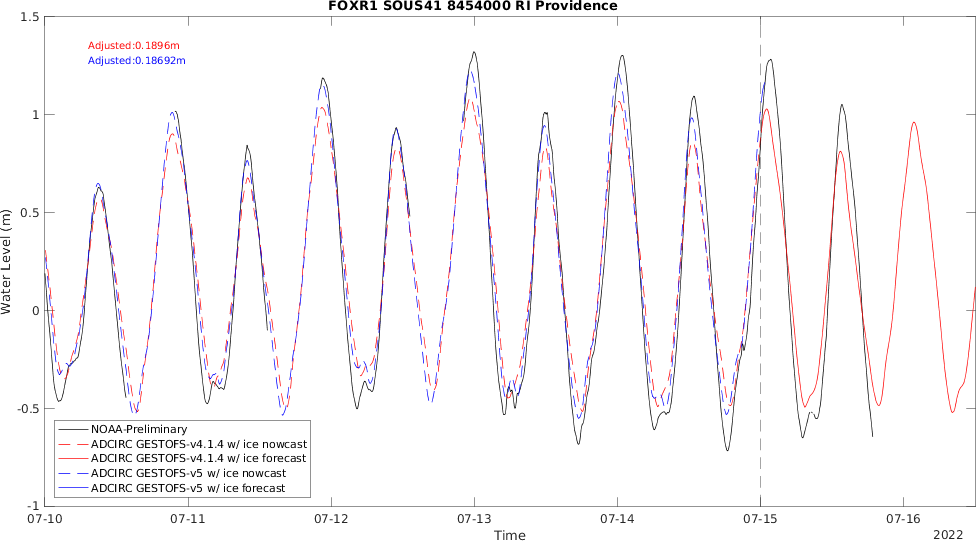 FOXR1 SOUS41 8454000 RI Providence
1.5
Adjusted:0.1896m
Adjusted:0.18692m
1
0.5
Water Level (m)
0
-0.5
NOAA-Preliminary
ADCIRC GESTOFS-v4.1.4 w/ ice nowcast
ADCIRC GESTOFS-v4.1.4 w/ ice forecast
ADCIRC GESTOFS-v5 w/ ice nowcast
ADCIRC GESTOFS-v5 w/ ice forecast
-1
07-10 07-11 07-12 07-13 07-14 07-15 07-16
Time
2022